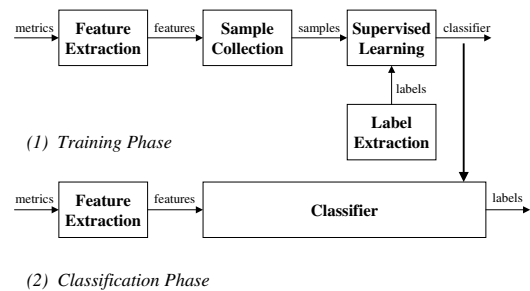 metrics
Feature
Extraction
features
Sample
Collection
samples
Supervised
Learning
classifier
labels
Label
Extraction
(1) Training Phase
metrics
Feature
Extraction
features
Classifier
labels
(2) Classification Phase